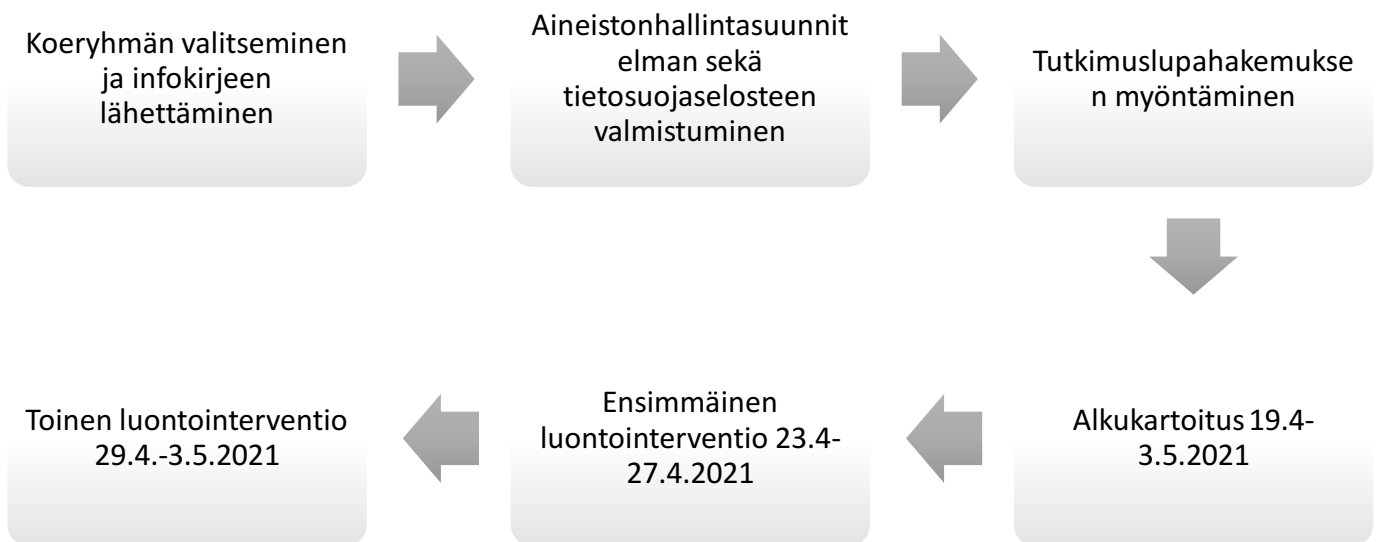 Koeryhmän valitseminen
ja infokirjeen
lähettäminen
Aineistonhallintasuunnit
elman sekä
tietosuojaselosteen
valmistuminen
Tutkimuslupahakemukse
n myöntäminen
Alkukartoitus 19.4-
3.5.2021
Ensimmäinen
luontointerventio 23.4-
27.4.2021
Toinen luontointerventio
29.4.-3.5.2021